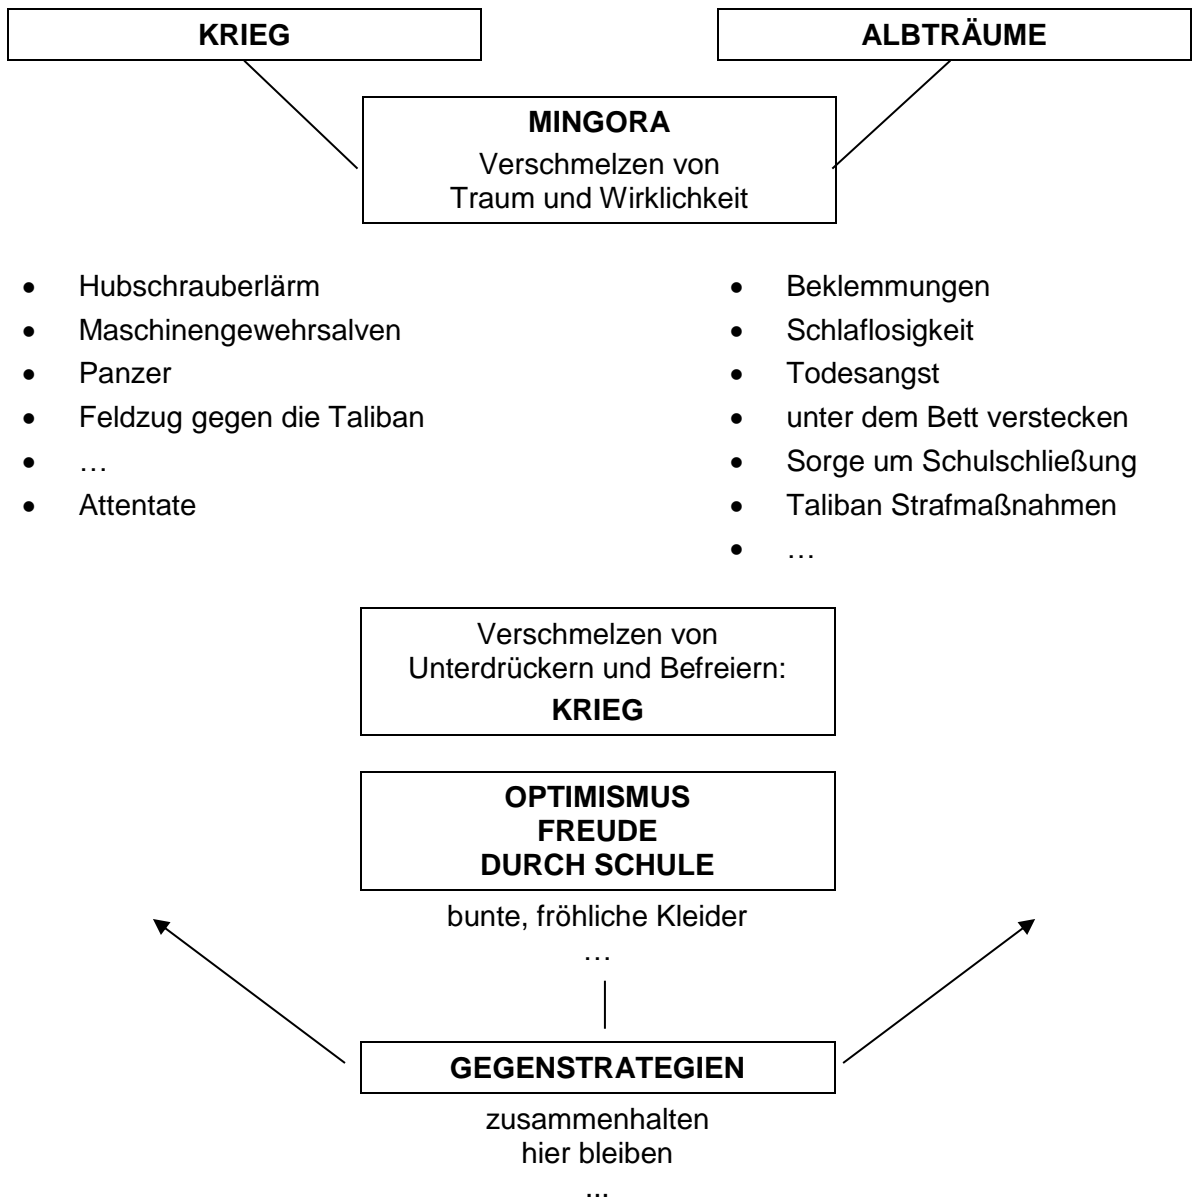 KRIEG
ALBTRÄUME
MINGORA
Verschmelzen von
Traum und Wirklichkeit
• Hubschrauberlärm
• Maschinengewehrsalven
• Panzer
• Feldzug gegen die Taliban
• …
• Attentate
• Beklemmungen
• Schlaflosigkeit
• Todesangst
• unter dem Bett verstecken
• Sorge um Schulschließung
• Taliban Strafmaßnahmen
• …
Verschmelzen von
Unterdrückern und Befreiern:
KRIEG
OPTIMISMUS
FREUDE
DURCH SCHULE
bunte, fröhliche Kleider
…
GEGENSTRATEGIEN
zusammenhalten
hier bleiben
...